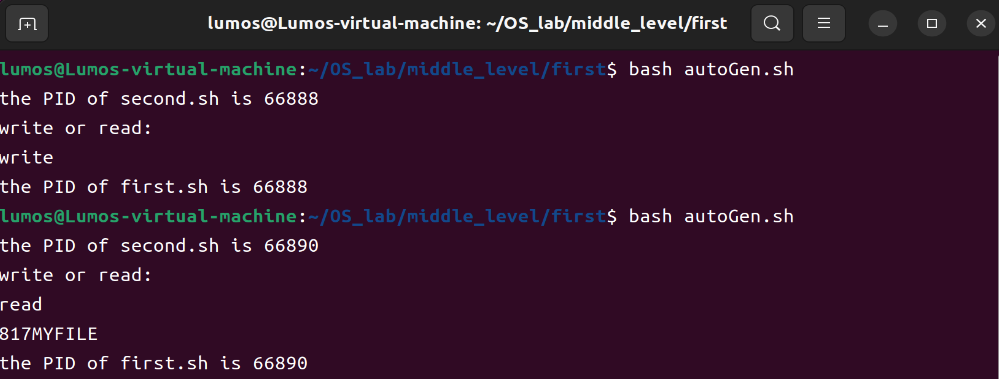 lumos@Lumos-virtual-machine: ~/OS_lab/middle_level/first
lumos@Lumos-virtual-machine:~/OS_lab/middle_level/first$ bash autoGen.sh
the PID of second.sh is 66888
write or read:
write
the PID of first.sh is 66888
lumos@Lumos-virtual-machine:~/OS_lab/middle_level/first$ bash autoGen.sh
the PID of second.sh is 66890
write or read:
read
817MYFILE
the PID of first.sh is 66890